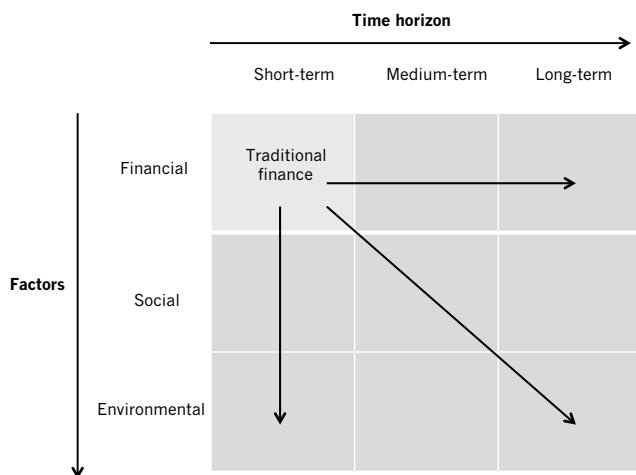 Time horizon
Short-term Medium-term Long-term
Financial
Traditional
finance
Factors
Social
Environmental